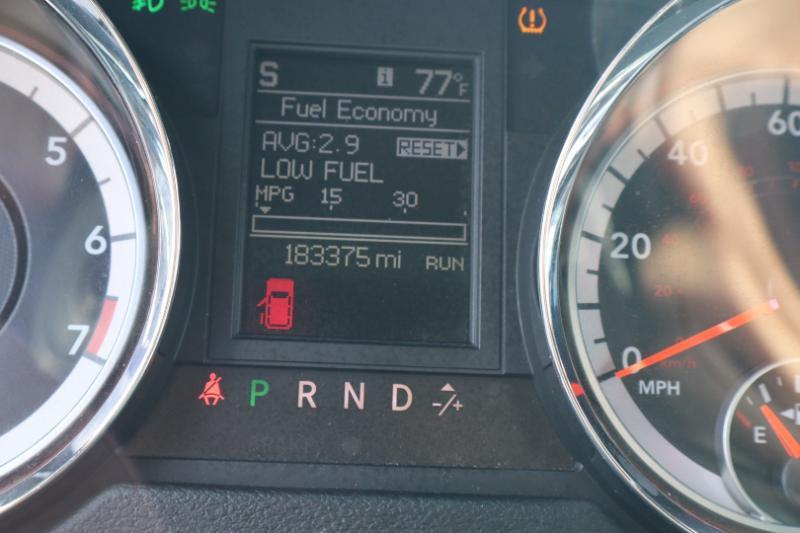 S i 77°F
Fuel Economy
AVG:2.9 RESET
LOW FUEL
MPG 15 30
183375 mi RUN
P R N D -/+
5
6
7
60
40
20
0
MPH
km/h
E